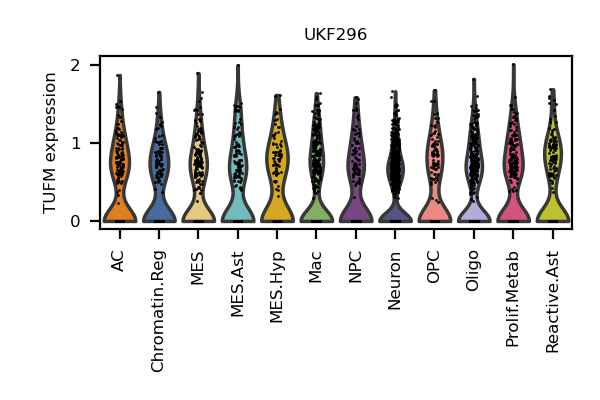 UKF296
TUFM expression
2
1
0
AC
Chromatin.Reg
MES
MES.Ast
MES.Hyp
Mac
NPC
Neuron
OPC
Oligo
Prolif.Metab
Reactive.Ast